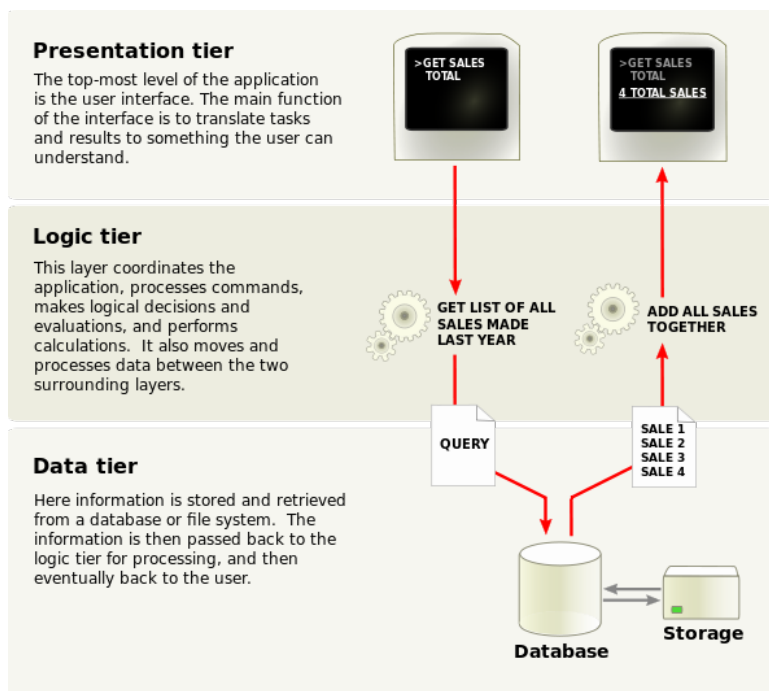 Presentation tier
The top-most level of the application
is the user interface. The main function
of the interface is to translate tasks
and results to something the user can
understand.
>GET SALES
TOTAL
>GET SALES
TOTAL
4 TOTAL SALES
Logic tier
This layer coordinates the
application, processes commands,
makes logical decisions and
evaluations, and performs
calculations. It also moves and
processes data between the two
surrounding layers.
GET LIST OF ALL
SALES MADE
LAST YEAR
ADD ALL SALES
TOGETHER
QUERY
SALE 1
SALE 2
SALE 3
SALE 4
Data tier
Here information is stored and retrieved
from a database or file system. The
information is then passed back to the
logic tier for processing, and then
eventually back to the user.
Database
Storage